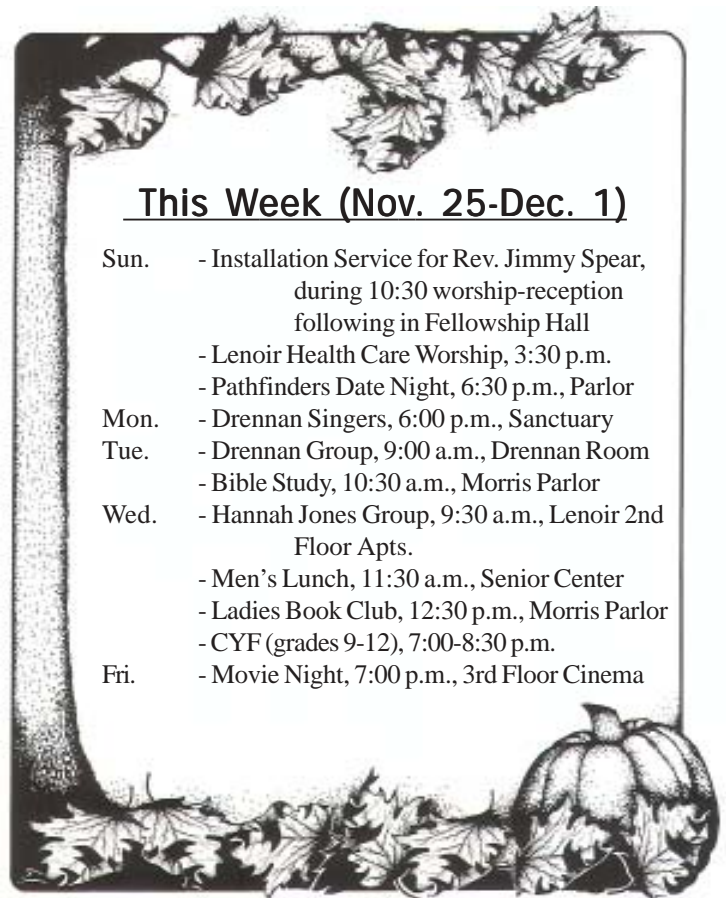 This Week (Nov. 25-Dec. 1)
Sun. - Installation Service for Rev. Jimmy Spear,
during 10:30 worship-reception
following in Fellowship Hall
- Lenoir Health Care Worship, 3:30 p.m.
- Pathfinders Date Night, 6:30 p.m., Parlor
Mon. - Drennan Singers, 6:00 p.m., Sanctuary
Tue. - Drennan Group, 9:00 a.m., Drennan Room
- Bible Study, 10:30 a.m., Morris Parlor
Wed. - Hannah Jones Group, 9:30 a.m., Lenoir 2nd
Floor Apts.
- Men's Lunch, 11:30 a.m., Senior Center
- Ladies Book Club, 12:30 p.m., Morris Parlor
- CYF (grades 9-12), 7:00-8:30 p.m.
Fri. - Movie Night, 7:00 p.m., 3rd Floor Cinema